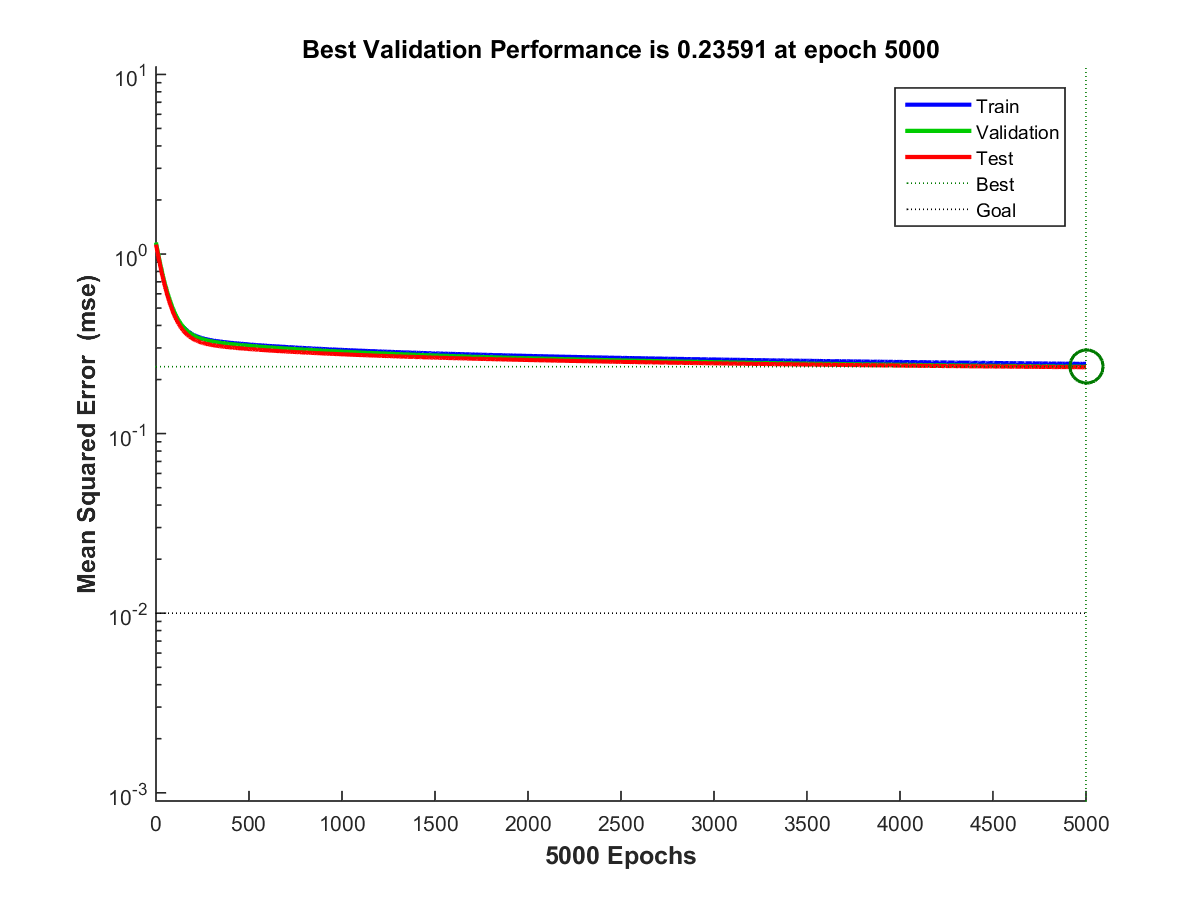 Best Validation Performance is 0.23591 at epoch 5000
Train
Validation
Test
Best
Goal
10^1
10^0
10^-1
10^-2
10^-3
Mean Squared Error (mse)
0 500 1000 1500 2000 2500 3000 3500 4000 4500 5000
5000 Epochs